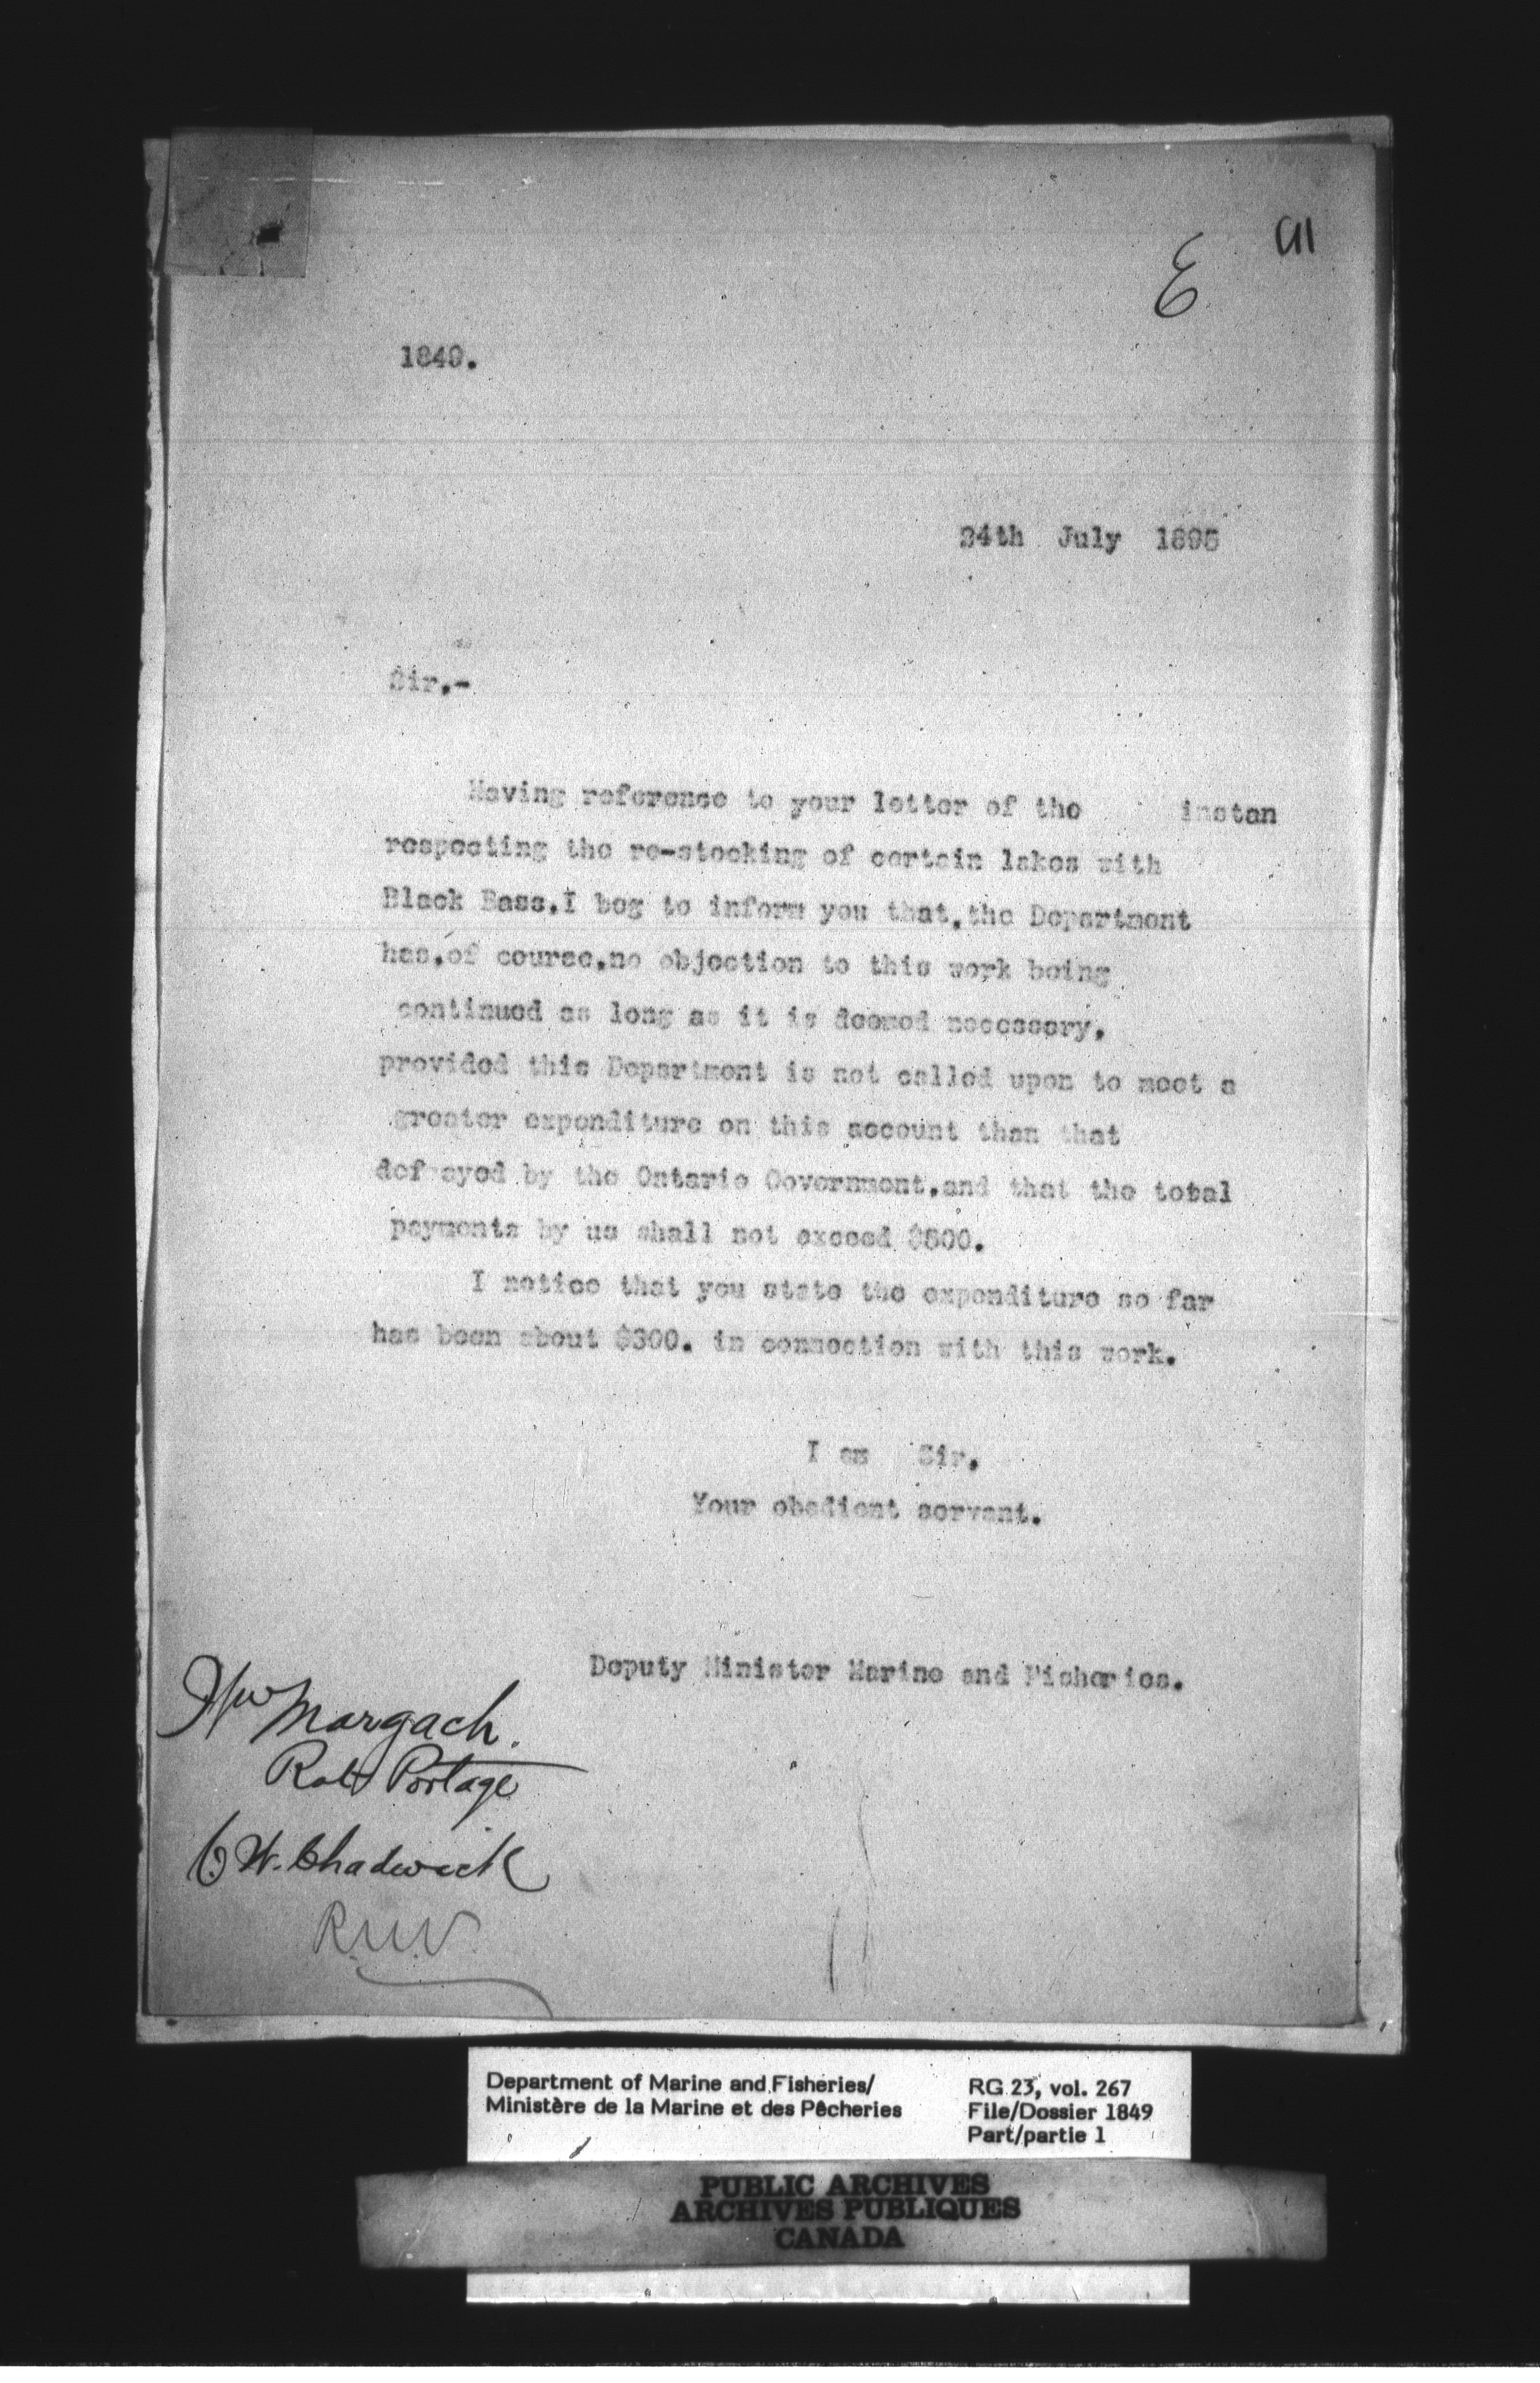 E
1849.
24th July 1895
Sir.-
Having reference to your letter of the instan
respecting the re-stocking of certain lakes with
Black Bass.I beg to inform you that.the Department
has.of course.no objection to this work being
continued as long as it is deemed necessary.
provided this Department is not called upon to meet a
greater expenditure on this account than that
defrayed by the Ontario Government.and that the total
payments by us shall not exceed $500.
I notice that you state the expenditure so far
has been about $300. in connection with this work.
I am Sir.
Your obedient servant.
Deputy Minister Marine and Fisheries.
Margach.
Rat Portage
W. Chadwick
Department of Marine and Fisheries/
Ministère de la Marine et des Pêcheries
RG 23, vol. 267
File/Dossier 1849
Part/partie 1
PUBLIC ARCHIVES
ARCHIVES PUBLIQUES
CANADA